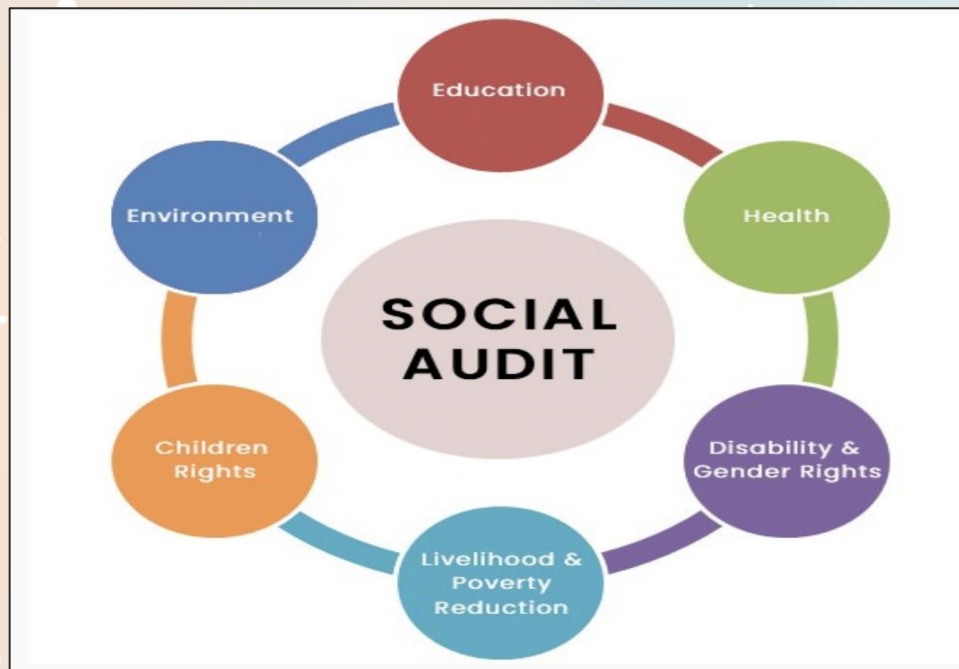 Education
Environment
Health
SOCIAL
AUDIT
Children
Rights
Disability &
Gender Rights
Livelihood &
Poverty
Reduction